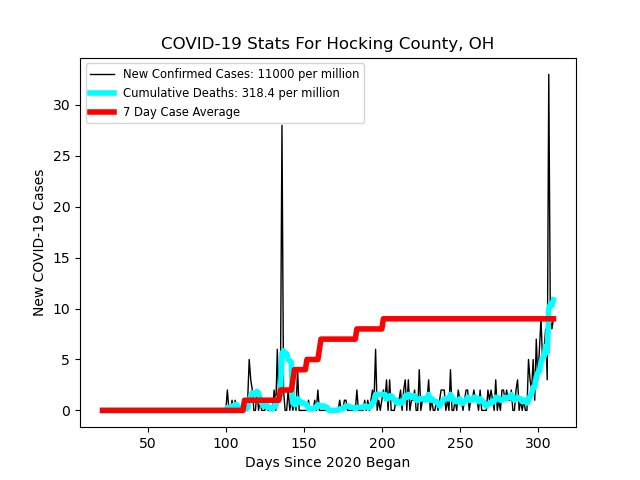 COVID-19 Stats For Hocking County, OH
New Confirmed Cases: 11000 per million
Cumulative Deaths: 318.4 per million
7 Day Case Average
New COVID-19 Cases
30
25
20
15
10
5
0
50 100 150 200 250 300
Days Since 2020 Began